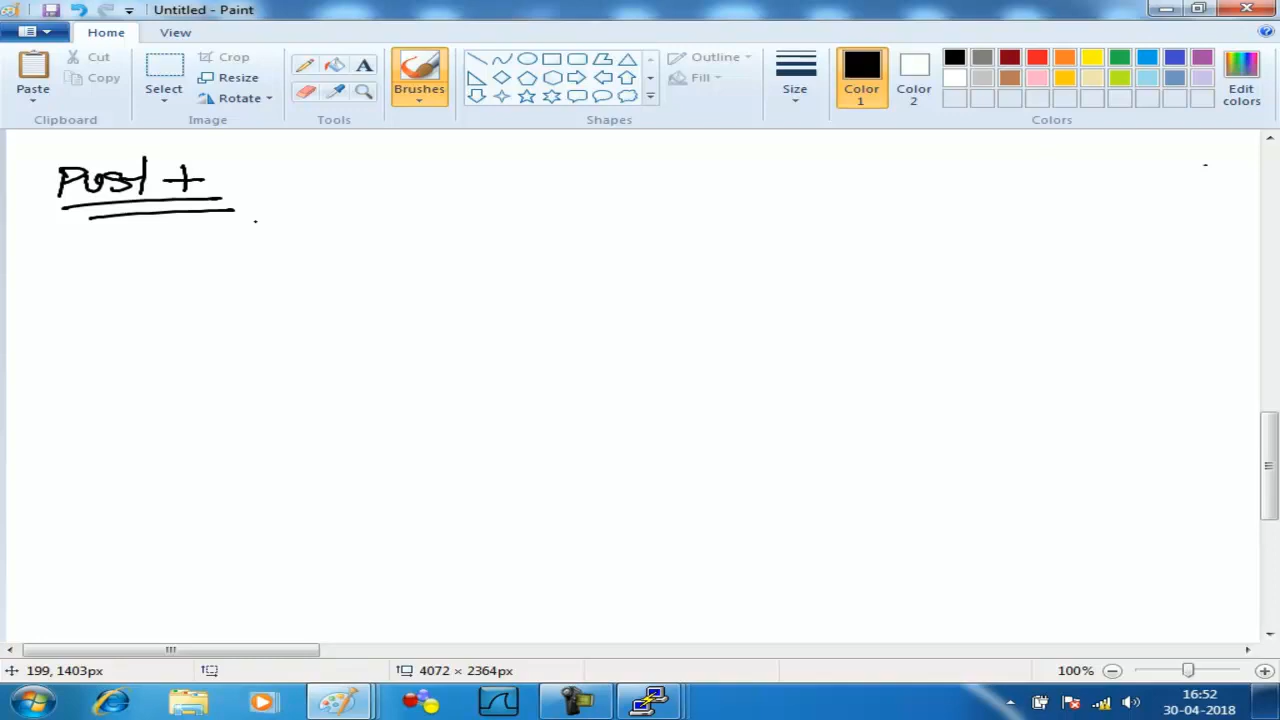 Untitled - Paint
Home View
Paste
Cut
Copy
Clipboard
Select
Crop
Resize
Rotate
Image
Tools
Brushes
Shapes
Outline
Fill
Size
Color 1
Color 2
Edit colors
Colors
+
199, 1403px
4072 × 2364px
100%
16:52
30-04-2018